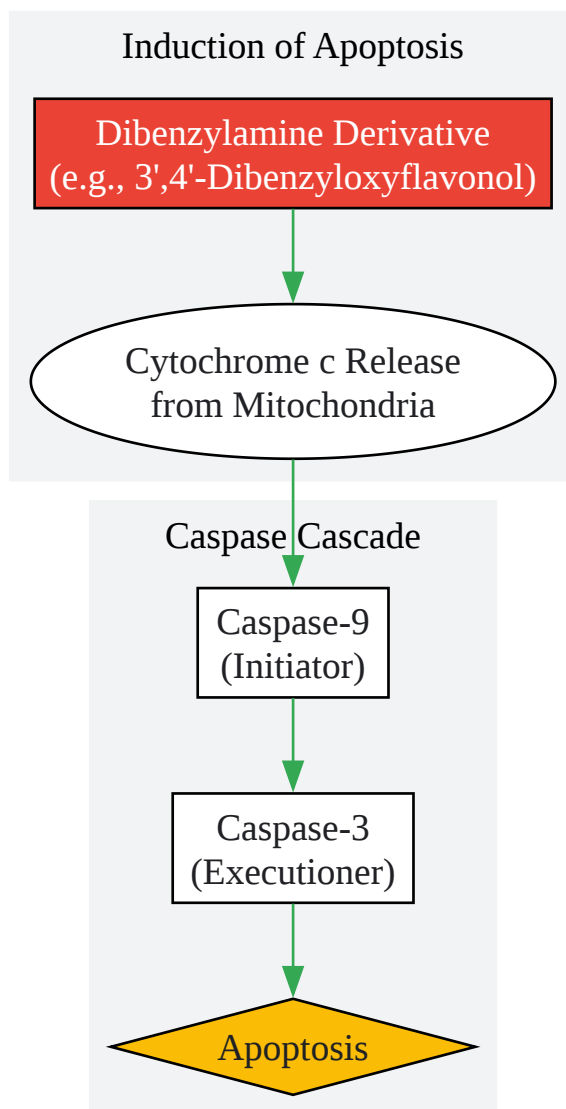 Induction of Apoptosis
Dibenzylamine Derivative
(e.g., 3',4'-Dibenzyloxyflavonol)
Cytochrome c Release
from Mitochondria
Caspase Cascade
Caspase-9
(Initiator)
Caspase-3
(Executioner)
Apoptosis